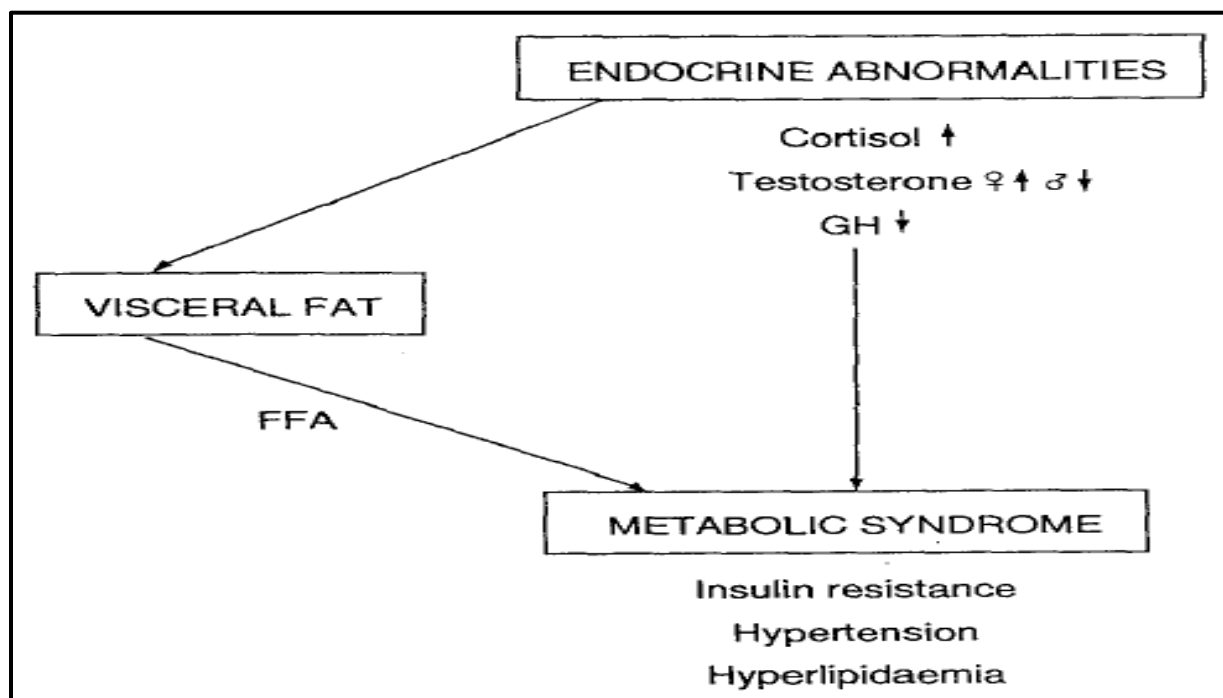 ENDOCRINE ABNORMALITIES
Cortisol ↑
Testosterone ♀ ↑ ♂ ↓
GH ↓
VISCERAL FAT
FFA
METABOLIC SYNDROME
Insulin resistance
Hypertension
Hyperlipidaemia